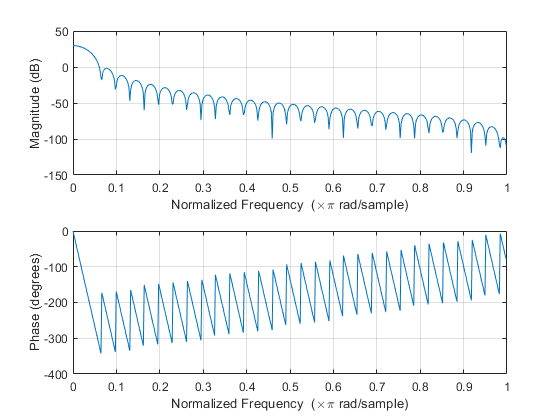 50
0
-50
-100
-150
Magnitude (dB)
0 0.1 0.2 0.3 0.4 0.5 0.6 0.7 0.8 0.9 1
Normalized Frequency (×π rad/sample)
0
-100
-200
-300
-400
Phase (degrees)
0 0.1 0.2 0.3 0.4 0.5 0.6 0.7 0.8 0.9 1
Normalized Frequency (×π rad/sample)